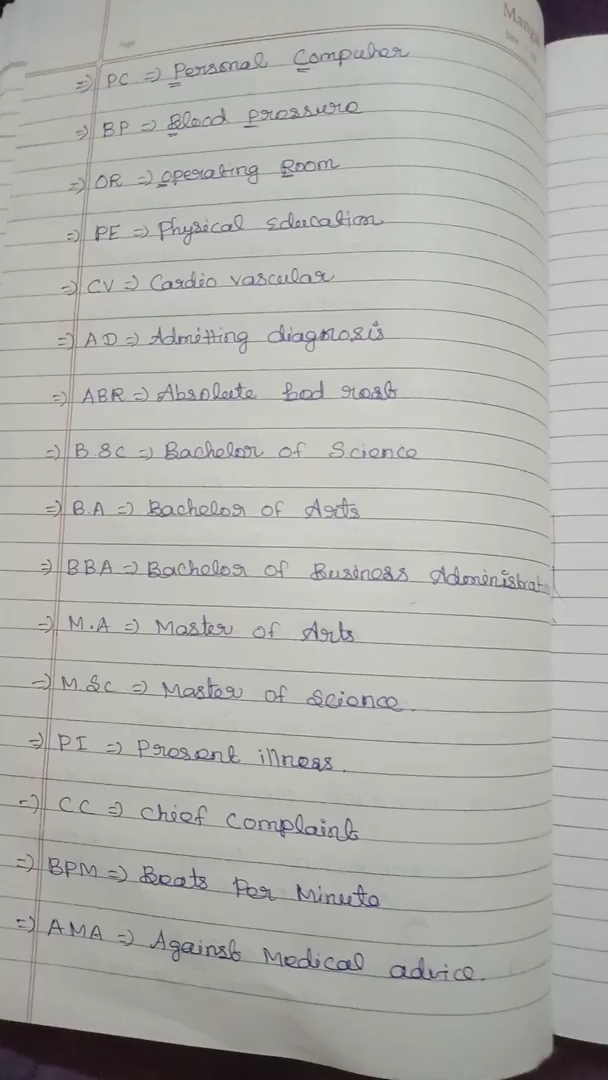 Page
=> PC => Personal Computer
=> BP => Blood Pressure
=> OR => operating Room
=> PE => Physical Education
=> CV => Cardio vascular
=> AD => Admitting diagnosis
=> ABR => Absolute bed rest
=> B.Sc => Bachelor of Science
=> B.A => Bachelor of Arts
=> BBA => Bachelor of Business Administrat
=> M.A => Master of Arts
=> M.Sc => Master of Science.
=> PI => Present illness.
=> CC => Chief Complaint
=> BPM => Beats Per Minute
=> AMA => Against Medical advice.